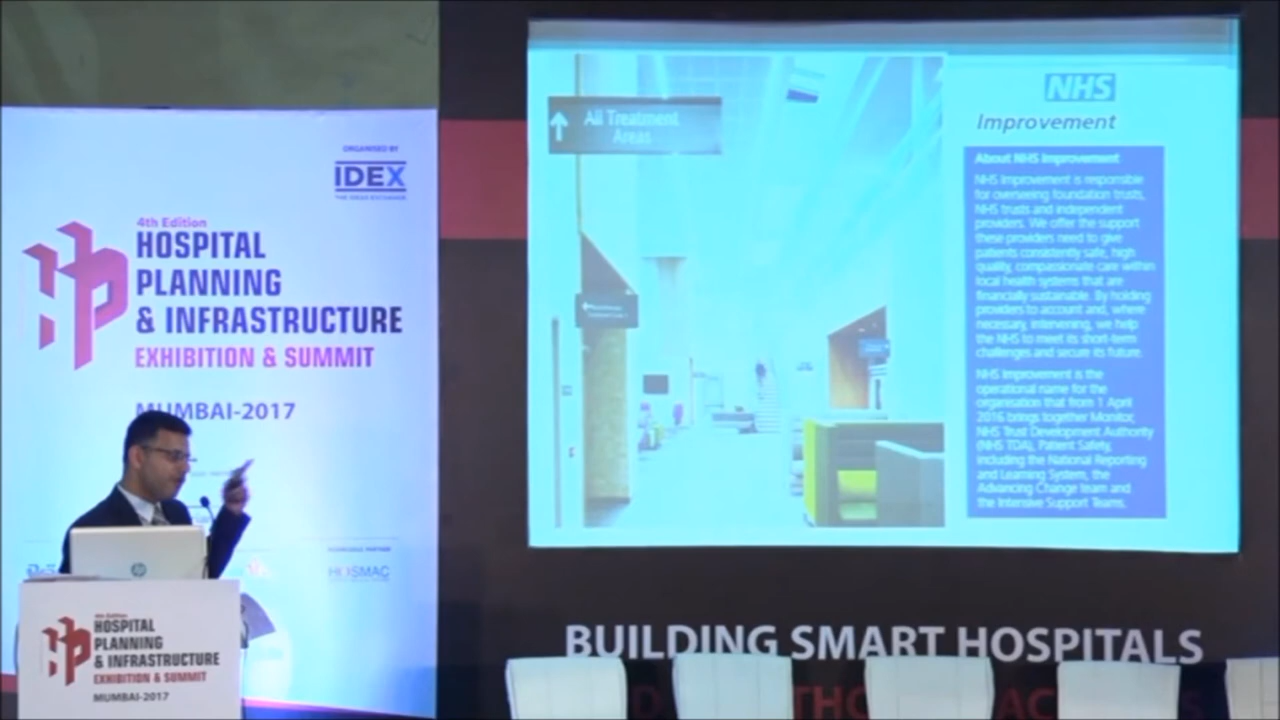 ORGANISED BY
IDEX
4th Edition
HOSPITAL
PLANNING
& INFRASTRUCTURE
EXHIBITION & SUMMIT
MUMBAI-2017
HOSMAC
HOSPITAL
PLANNING
& INFRASTRUCTURE
EXHIBITION & SUMMIT
MUMBAI-2017
All Treatment
Areas
NHS
Improvement
About NHS Improvement
NHS Improvement is responsible
for overseeing foundation trusts,
NHS trusts and independent
providers. We offer the support
these providers need to give
patients consistently safe, high
quality, compassionate care within
local health systems that are
financially sustainable. By holding
providers to account and, where
necessary, intervening, we help
the NHS to meet its short-term
challenges and secure its future.
NHS Improvement is the
operational name for the
organisation that from 1 April
2016 brings together Monitor,
NHS Trust Development Authority
(NHS TDA), Patient Safety,
including the National Reporting
and Learning System, the
Advancing Change team and
the Intensive Support Teams.
BUILDING SMART HOSPITALS